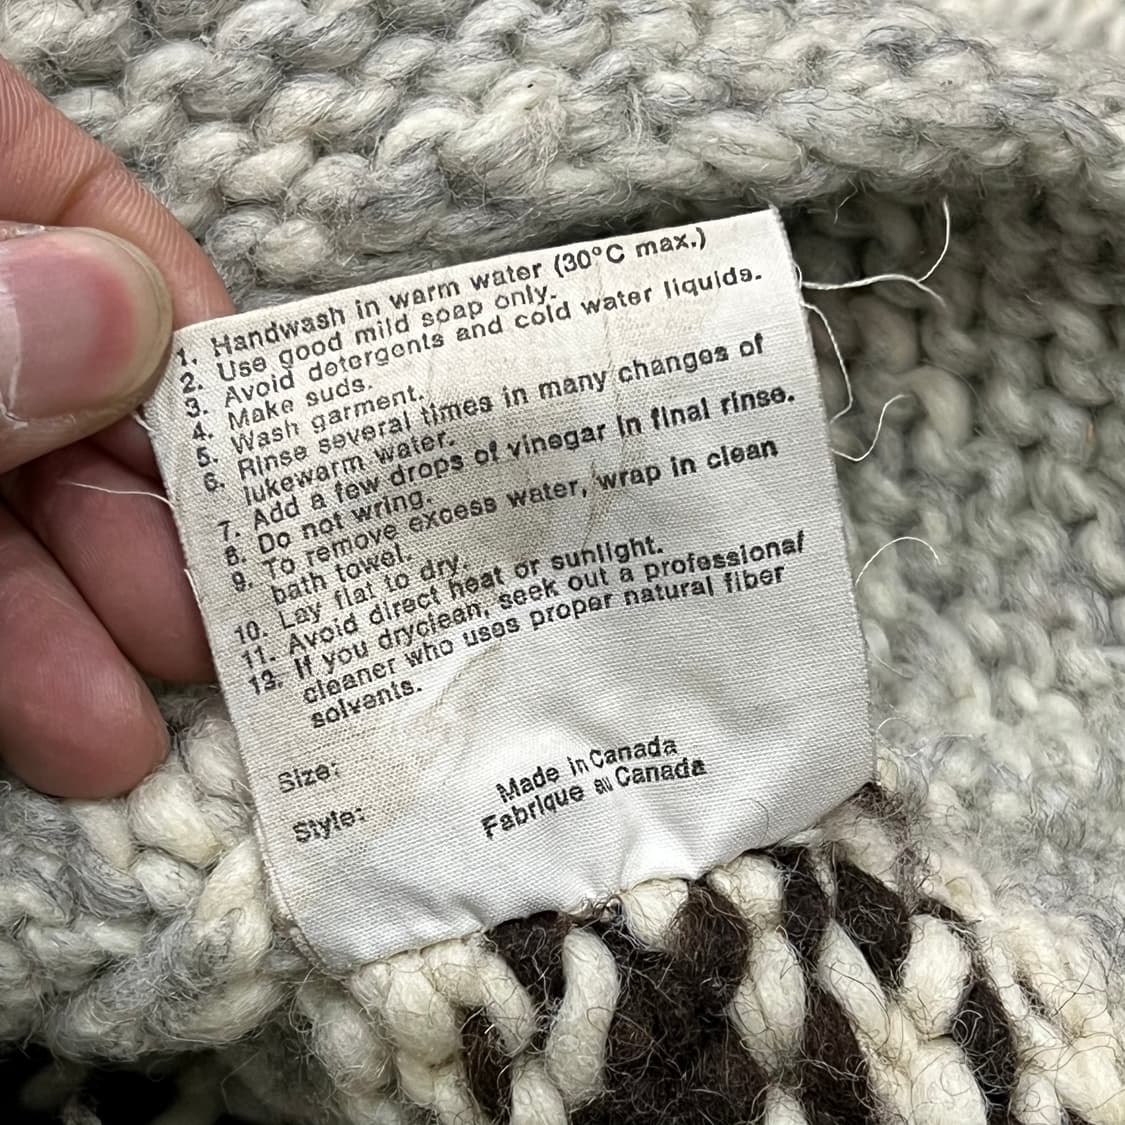 1. Handwash in warm water (30°C max.)
2. Use good mild soap only.
3. Avoid detergents and cold water liquids.
4. Make suds.
5. Wash garment.
6. Rinse several times in many changes of
lukewarm water.
7. Add a few drops of vinegar in final rinse.
8. Do not wring.
9. To remove excess water, wrap in clean
bath towel.
10. Lay flat to dry.
11. Avoid direct heat or sunlight.
12. If you dryclean, seek out a professional
cleaner who uses proper natural fiber
solvents.
Size:
Style:
Made in Canada
Fabrique au Canada